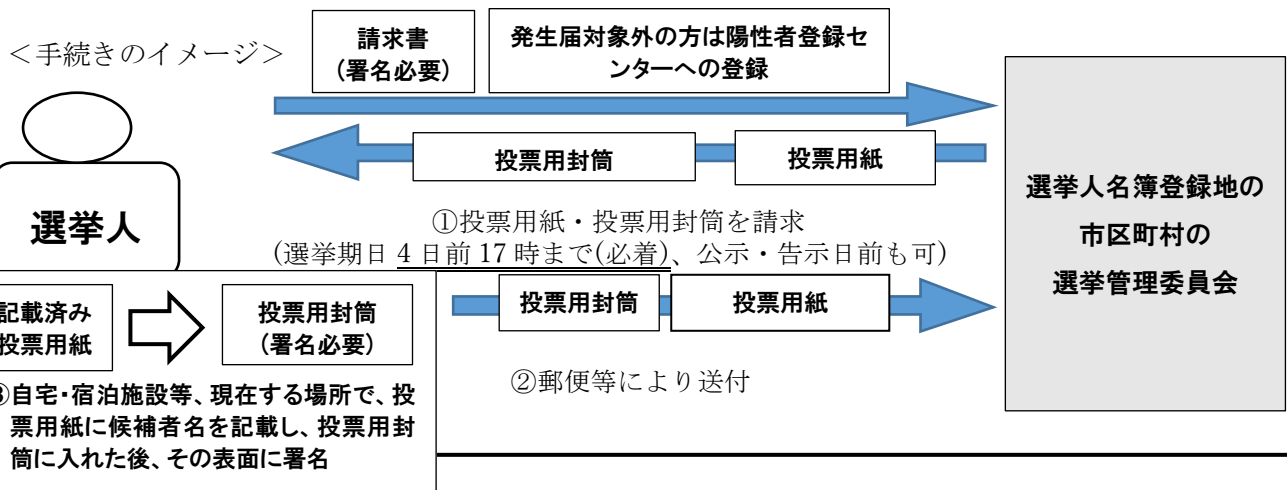 ＜手続きのイメージ＞
請求書
（署名必要）
発生届対象外の方は陽性者登録セ
ンターへの登録
投票用封筒
投票用紙
選挙人
①投票用紙・投票用封筒を請求
(選挙期日 4 日前 17 時まで(必着)、公示・告示日前も可)
選挙人名簿登録地の
市区町村の
選挙管理委員会
投票用封筒
投票用紙
②郵便等により送付
記載済み
投票用紙
投票用封筒
（署名必要）
③自宅・宿泊施設等、現在する場所で、投
票用紙に候補者名を記載し、投票用封
筒に入れた後、その表面に署名